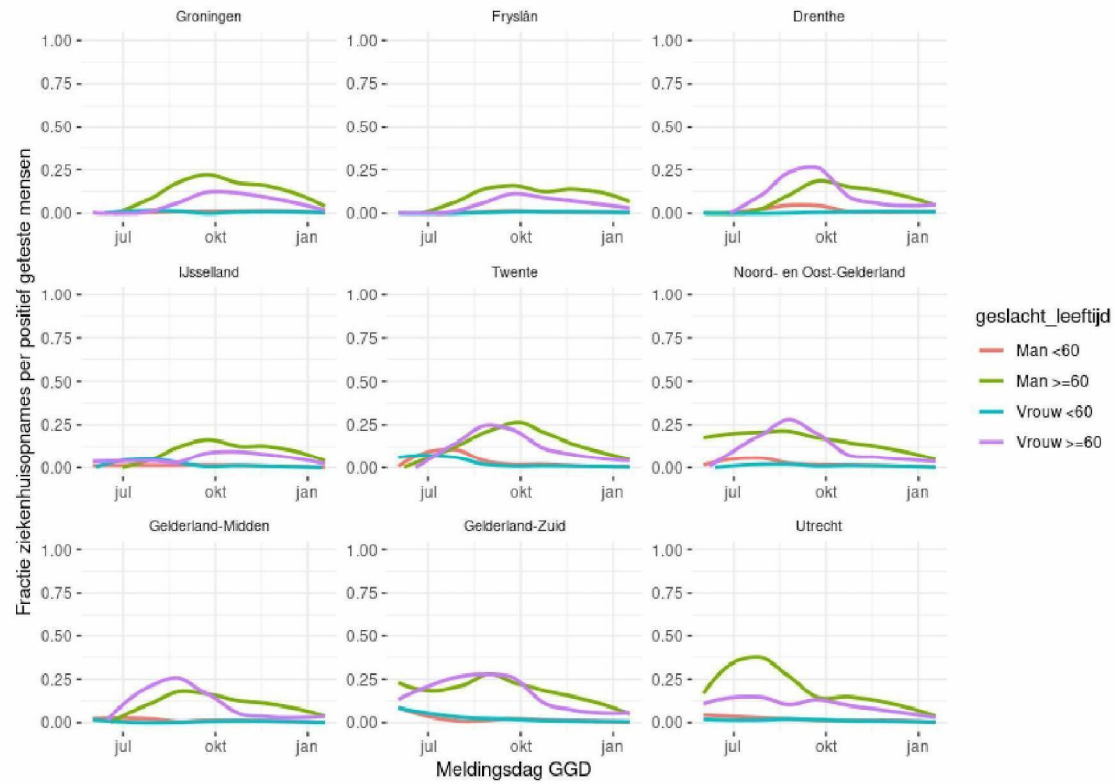 Groningen
Fryslân
Drenthe
1.00
0.75
0.50
0.25
0.00
jul
okt
jan
1.00
0.75
0.50
0.25
0.00
jul
okt
jan
1.00
0.75
0.50
0.25
0.00
jul
okt
jan
IJsselland
Twente
Noord- en Oost-Gelderland
1.00
0.75
0.50
0.25
0.00
jul
okt
jan
1.00
0.75
0.50
0.25
0.00
jul
okt
jan
1.00
0.75
0.50
0.25
0.00
jul
okt
jan
Gelderland-Midden
Gelderland-Zuid
Utrecht
1.00
0.75
0.50
0.25
0.00
jul
okt
jan
1.00
0.75
0.50
0.25
0.00
jul
okt
jan
1.00
0.75
0.50
0.25
0.00
jul
okt
jan
Fractie ziekenhuisopnames per positief geteste mensen
Meldingsdag GGD
geslacht_leeftijd
Man <60
Man >=60
Vrouw <60
Vrouw >=60